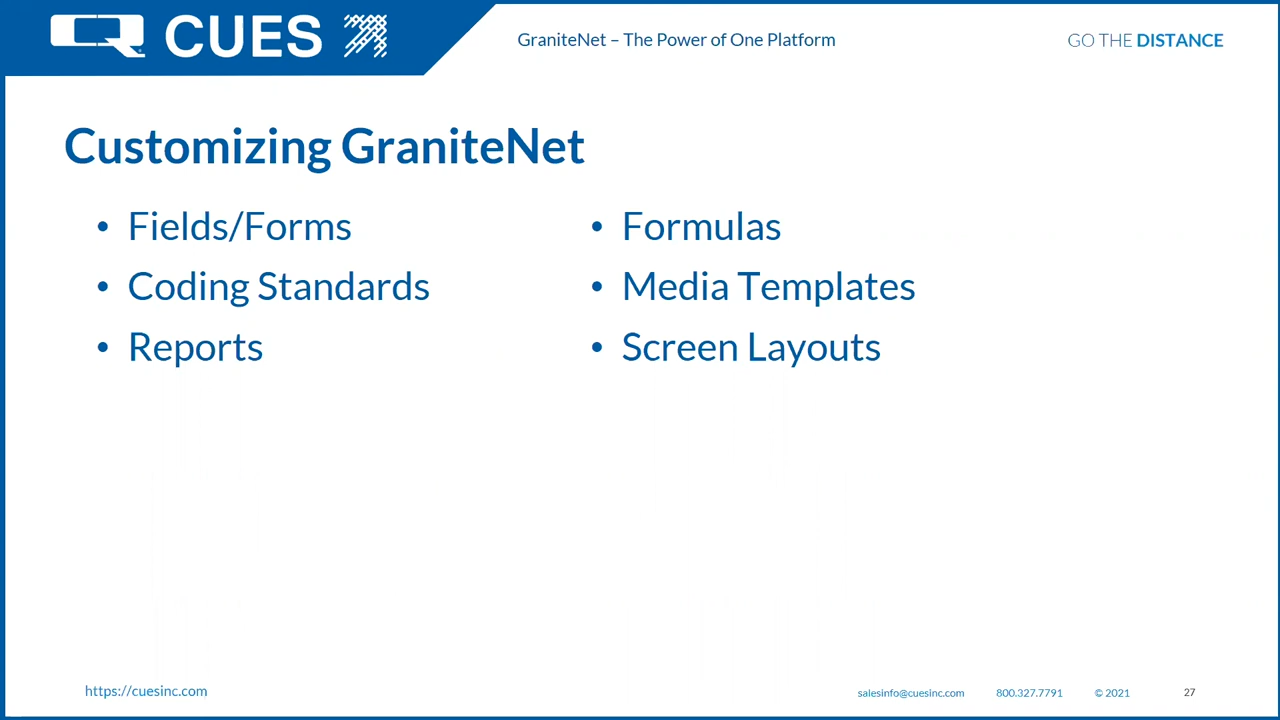 CUES
GraniteNet – The Power of One Platform
GO THE DISTANCE
Customizing GraniteNet
• Fields/Forms
• Coding Standards
• Reports
• Formulas
• Media Templates
• Screen Layouts
https://cuesinc.com
salesinfo@cuesinc.com
800.327.7791
© 2021
27